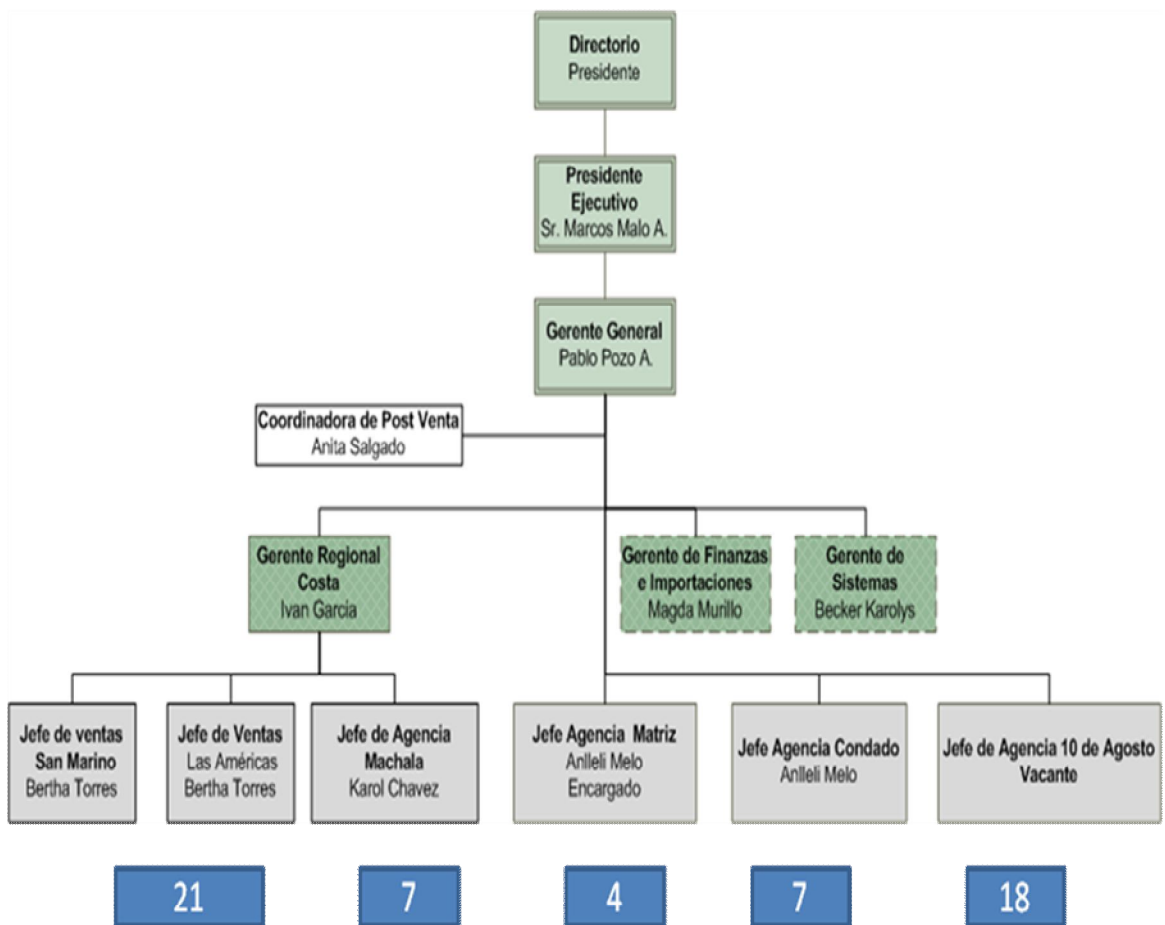 Directorio
Presidente
Presidente
Ejecutivo
Sr. Marcos Malo A.
Gerente General
Pablo Pozo A.
Coordinadora de Post Venta
Anita Salgado
Gerente Regional
Costa
Ivan Garcia
Gerente de Finanzas
e Importaciones
Magda Murillo
Gerente de
Sistemas
Becker Karolys
Jefe de ventas
San Marino
Bertha Torres
Jefe de Ventas
Las Américas
Bertha Torres
Jefe de Agencia
Machala
Karol Chavez
Jefe Agencia Matriz
Anlleli Melo
Encargado
Jefe Agencia Condado
Anlleli Melo
Jefe de Agencia 10 de Agosto
Vacante
21
7
4
7
18